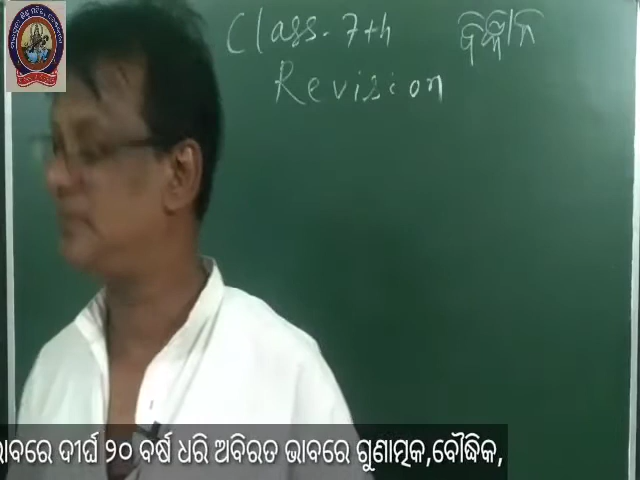 Class - 7th ବିଜ୍ଞାନ
Revision
ଭାବରେ ଦୀର୍ଘ ୨୦ ବର୍ଷ ଧରି ଅବିରତ ଭାବରେ ଗୁଣାତ୍ମକ,ବୌଦ୍ଧିକ,